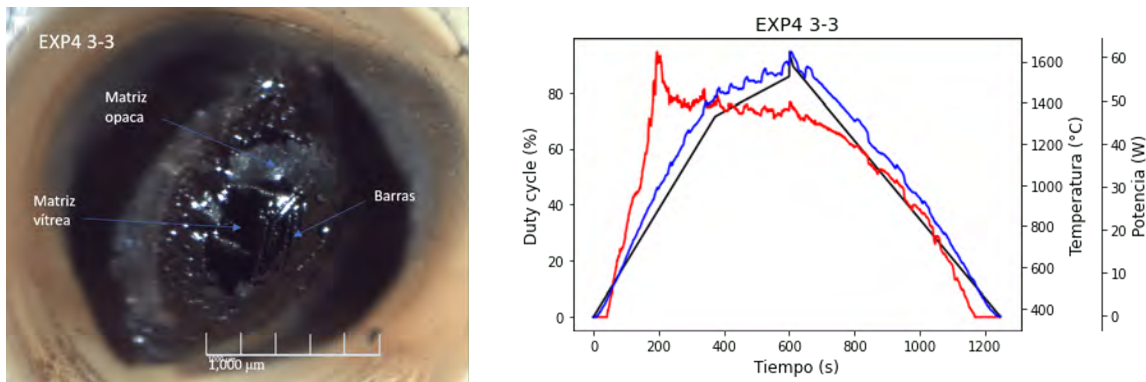 EXP4 3-3
Matriz
opaca
Matriz
vítrea
Barras
1,000 µm
EXP4 3-3
Duty cycle (%)
0
20
40
60
80
0
200
400
600
800
1000
1200
Tiempo (s)
400
600
800
1000
1200
1400
1600
Temperatura (°C)
0
10
20
30
40
50
60
Potencia (W)